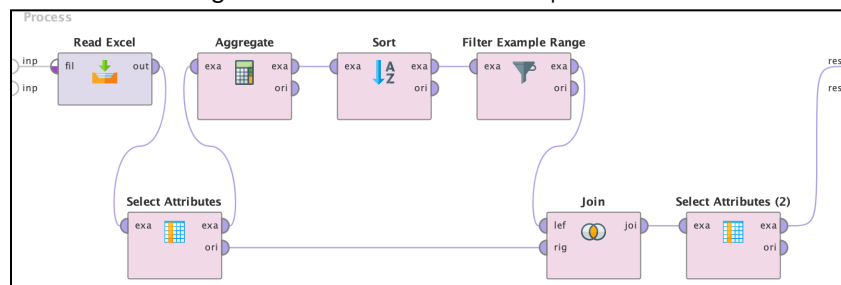 Process
Read Excel
inp
fil
out
inp
Aggregate
exa
exa
ori
Sort
exa
exa
ori
Filter Example Range
exa
exa
ori
res
res
Select Attributes
exa
exa
ori
Join
lef
joi
rig
Select Attributes (2)
exa
exa
ori